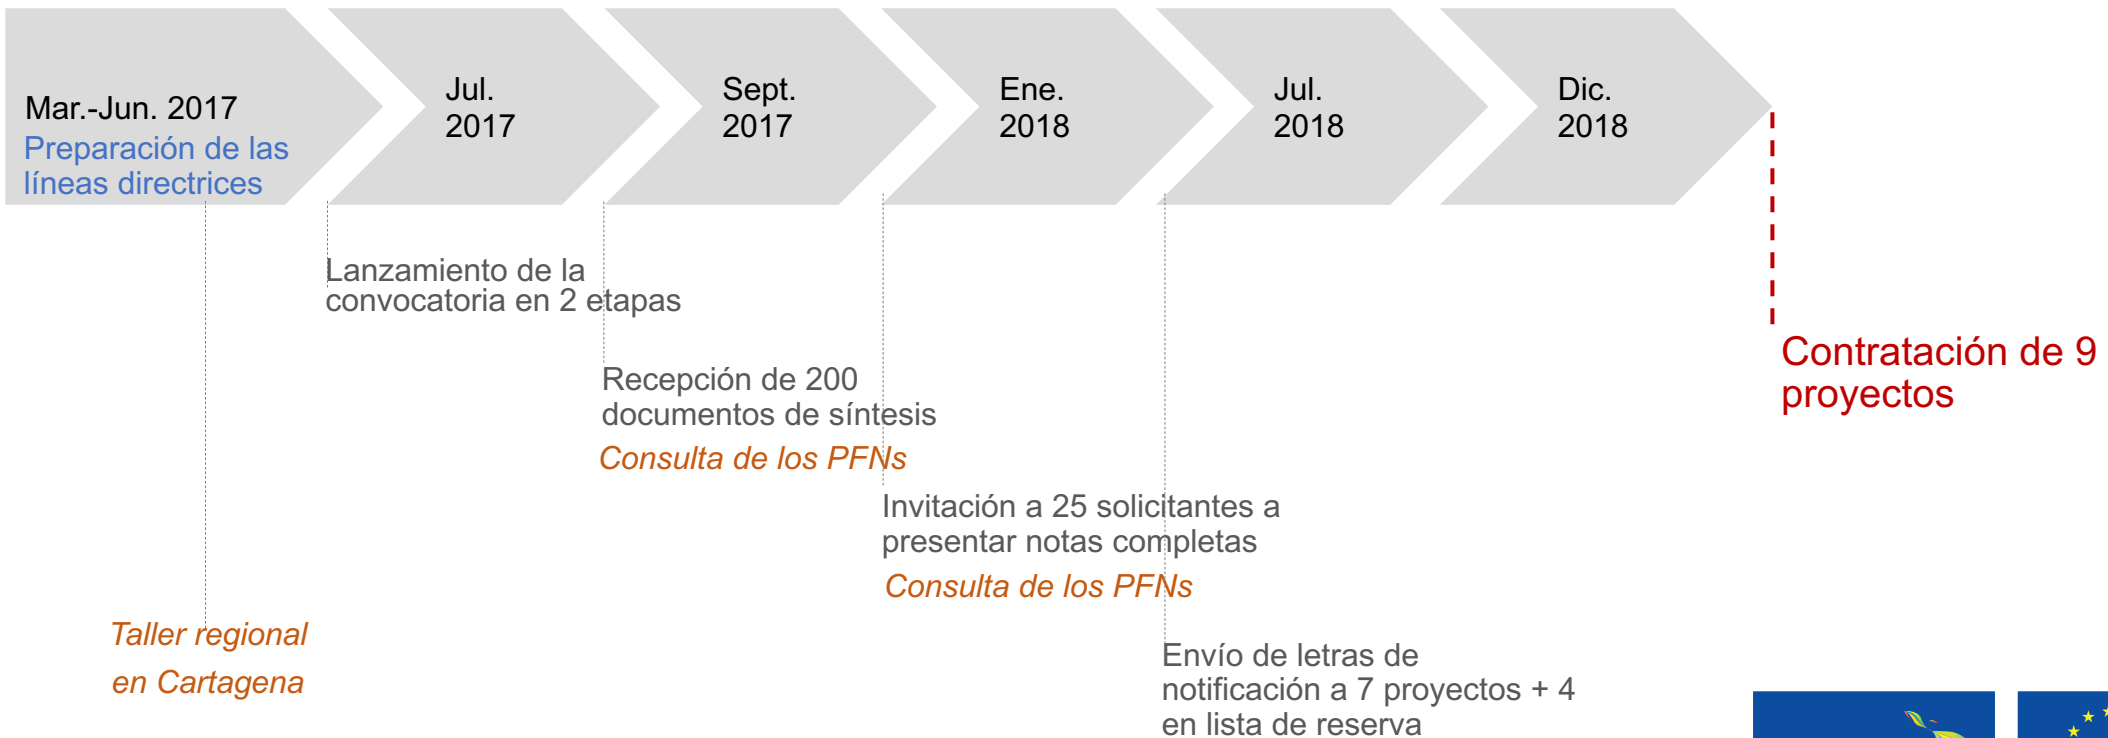 Mar.-Jun. 2017
Preparación de las
líneas directrices
Jul.
2017
Sept.
2017
Ene.
2018
Jul.
2018
Dic.
2018
Lanzamiento de la
convocatoria en 2 etapas
Recepción de 200
documentos de síntesis
Consulta de los PFNs
Invitación a 25 solicitantes a
presentar notas completas
Consulta de los PFNs
Taller regional
en Cartagena
Envío de letras de
notificación a 7 proyectos + 4
en lista de reserva
Contratación de 9
proyectos